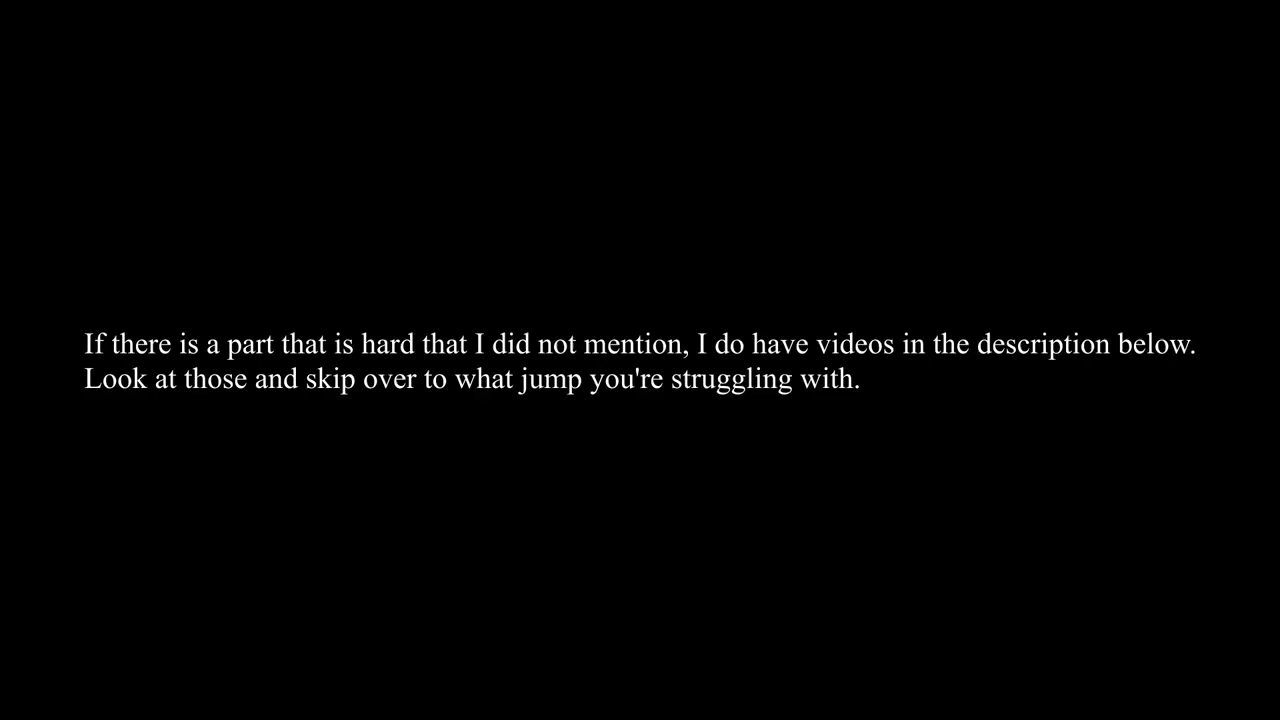 If there is a part that is hard that I did not mention, I do have videos in the description below.
Look at those and skip over to what jump you're struggling with.